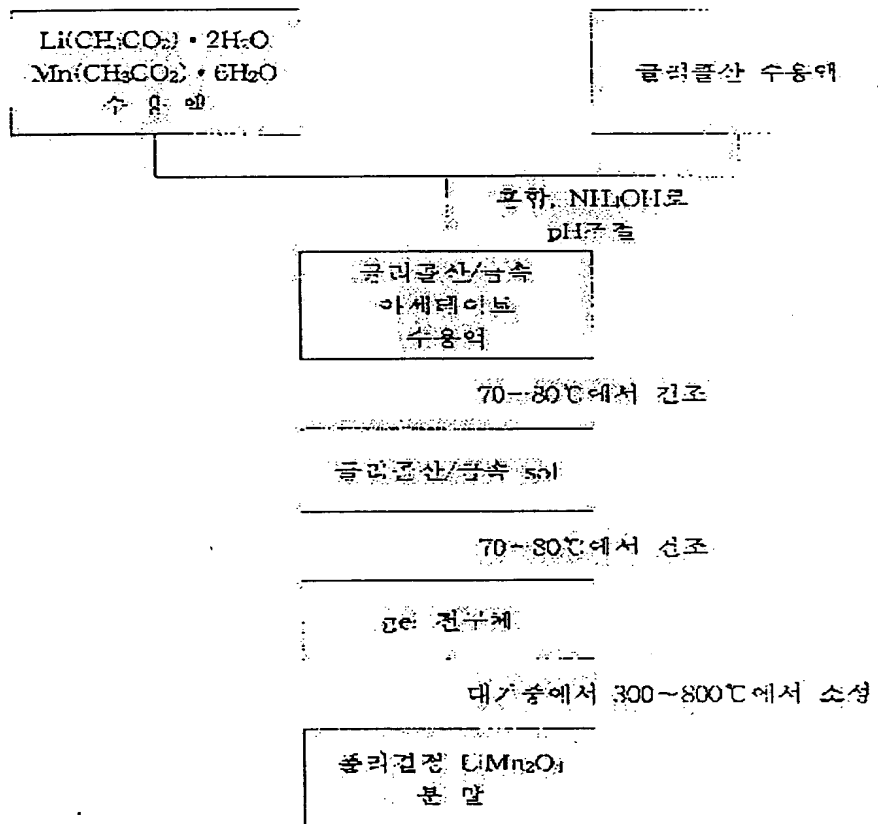 Li(CH₃CO₂)・2H₂O
Mn(CH₃CO₂)・6H₂O
수 용 액
글리콜산 수용액
혼합, NH₄OH로
pH조절
글리콜산/금속
아세테이트
수용액
70~80℃에서 건조
글리콜산/금속 sol
70~80℃에서 건조
gel 전구체
대기중에서 300~800℃에서 소성
폴리결정 LiMn₂O₄
분 말